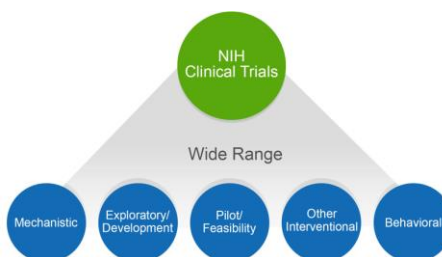 NIH
Clinical Trials
Wide Range
Mechanistic
Exploratory/
Development
Pilot/
Feasibility
Other
Interventional
Behavioral